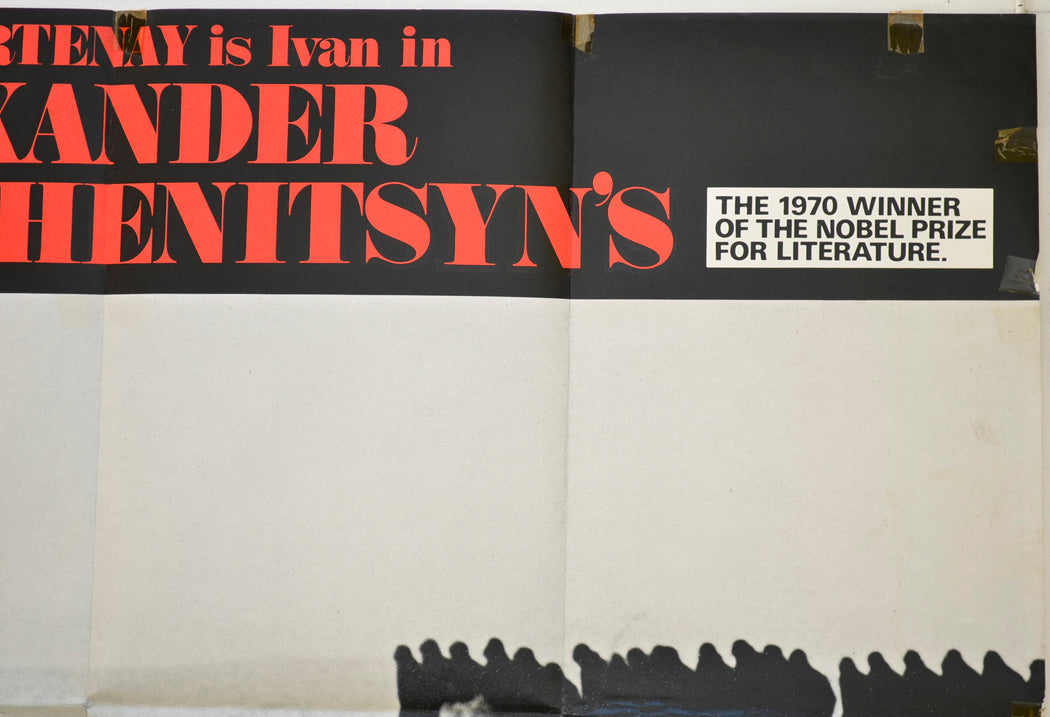 RTENAY is Ivan in
XANDER
HENITSYN'S
THE 1970 WINNER
OF THE NOBEL PRIZE
FOR LITERATURE.